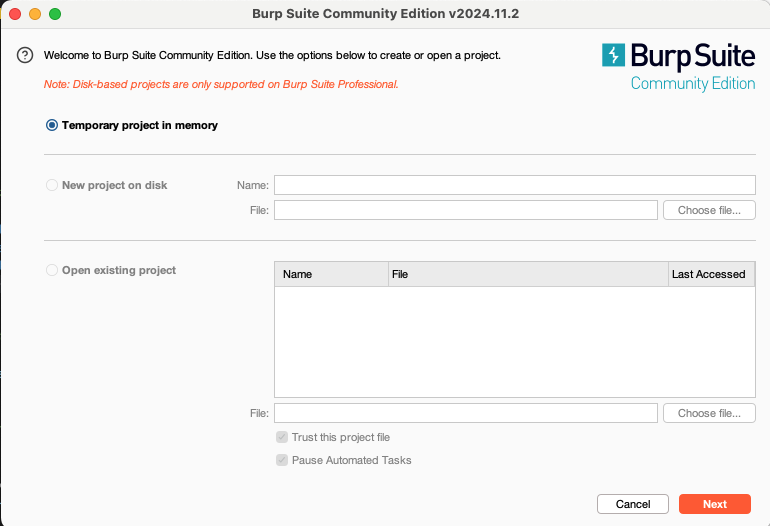 Burp Suite Community Edition v2024.11.2
? Welcome to Burp Suite Community Edition. Use the options below to create or open a project.
Burp Suite
Community Edition
Note: Disk-based projects are only supported on Burp Suite Professional.
Temporary project in memory
New project on disk Name:
File: Choose file...
Open existing project Name File Last Accessed
File: Choose file...
Trust this project file
Pause Automated Tasks
Cancel Next